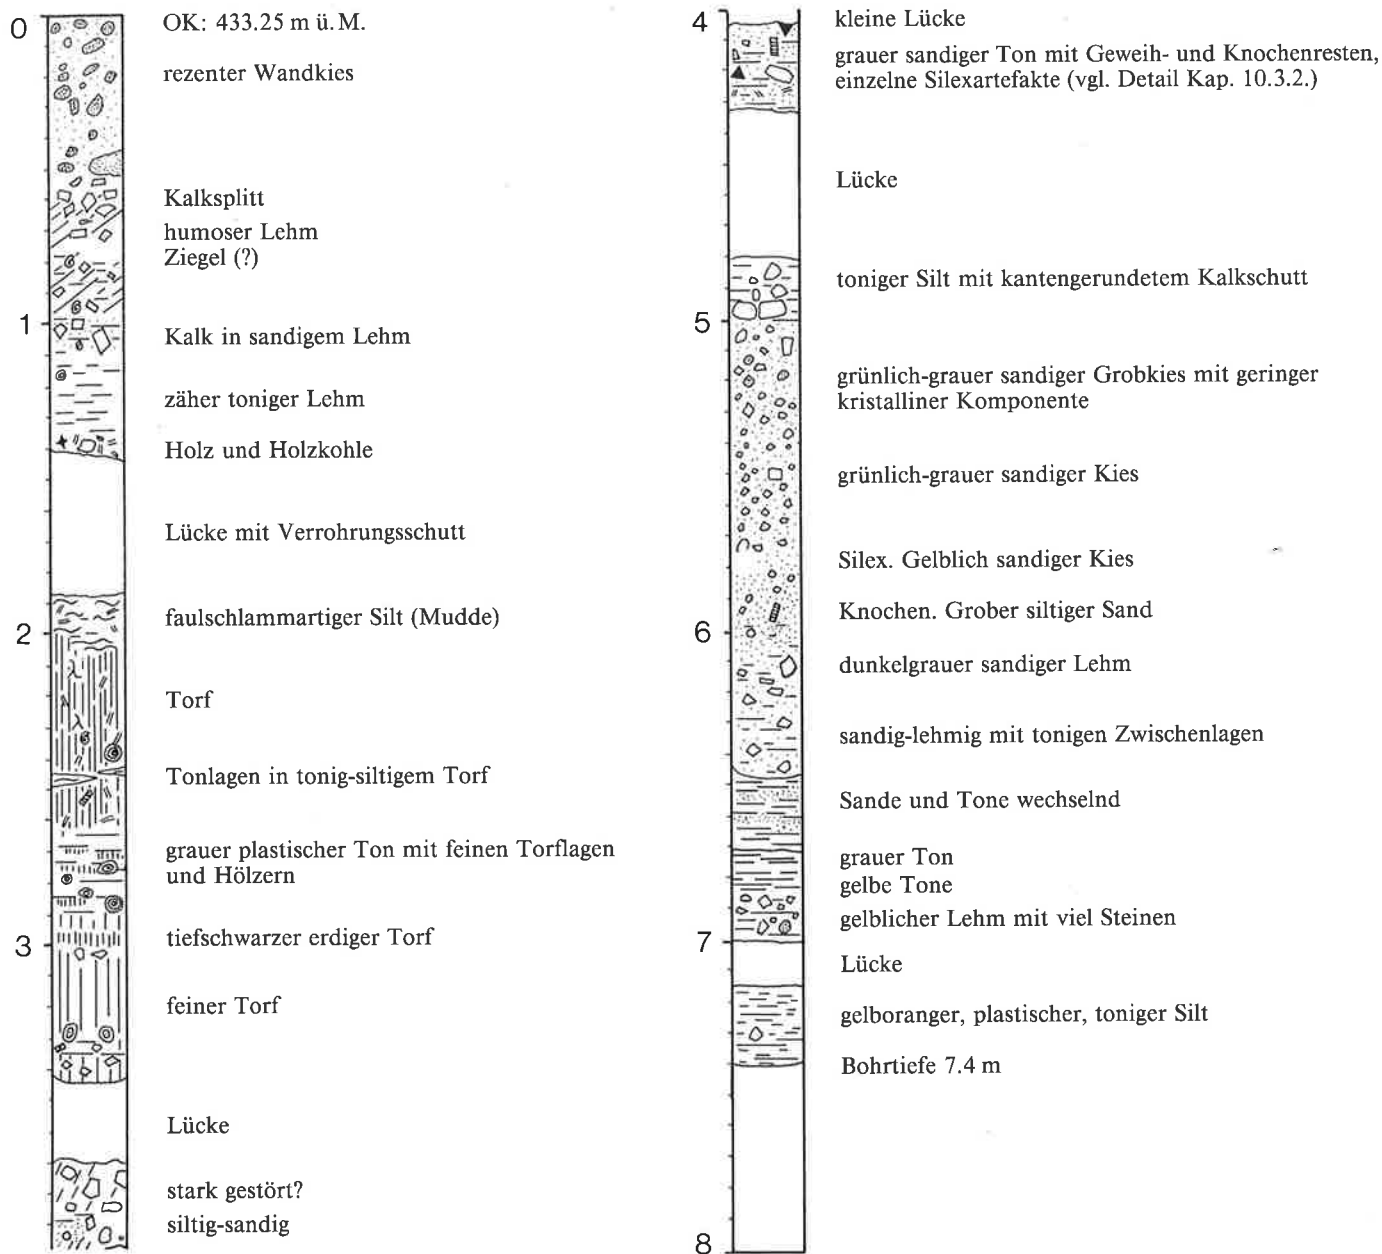 0
OK: 433.25 m ü. M.
rezenter Wandkies
Kalksplitt
humoser Lehm
Ziegel (?)
1
Kalk in sandigem Lehm
zäher toniger Lehm
Holz und Holzkohle
Lücke mit Verrohrungsschutt
faulschlammartiger Silt (Mudde)
2
Torf
Tonlagen in tonig-siltigem Torf
grauer plastischer Ton mit feinen Torflagen
und Hölzern
tiefschwarzer erdiger Torf
3
feiner Torf
Lücke
stark gestört?
siltig-sandig
4
kleine Lücke
grauer sandiger Ton mit Geweih- und Knochenresten,
einzelne Silexartefakte (vgl. Detail Kap. 10.3.2.)
Lücke
toniger Silt mit kantengerundetem Kalkschutt
5
grünlich-grauer sandiger Grobkies mit geringer
kristalliner Komponente
grünlich-grauer sandiger Kies
Silex. Gelblich sandiger Kies
Knochen. Grober siltiger Sand
6
dunkelgrauer sandiger Lehm
sandig-lehmig mit tonigen Zwischenlagen
Sande und Tone wechselnd
grauer Ton
gelbe Tone
gelblicher Lehm mit viel Steinen
7
Lücke
gelboranger, plastischer, toniger Silt
Bohrtiefe 7.4 m
8